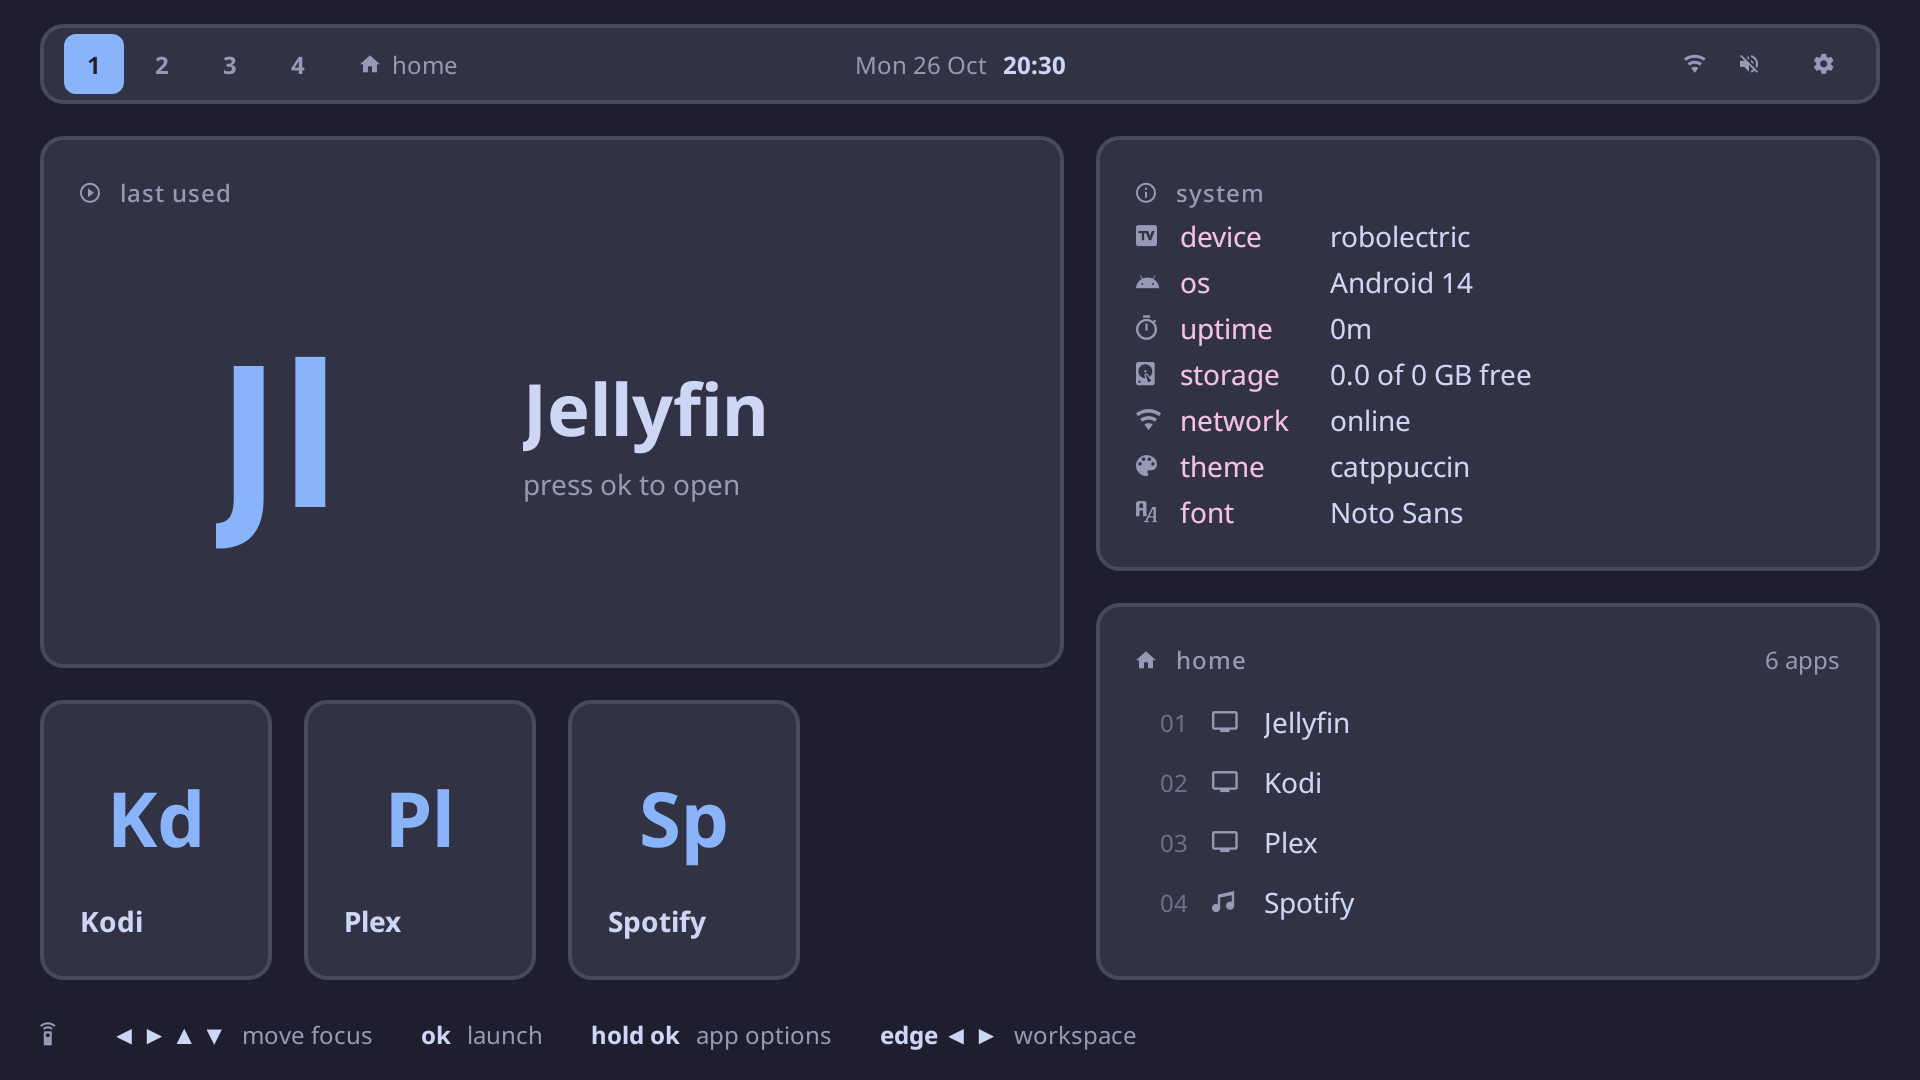 1 2 3 4 home Mon 26 Oct 20:30
last used
Jl
Jellyfin
press ok to open
Kd
Kodi
Pl
Plex
Sp
Spotify
system
device robolectric
os Android 14
uptime 0m
storage 0.0 of 0 GB free
network online
theme catppuccin
font Noto Sans
home 6 apps
01 Jellyfin
02 Kodi
03 Plex
04 Spotify
◀ ▶ ▲ ▼ move focus ok launch hold ok app options edge ◀ ▶ workspace